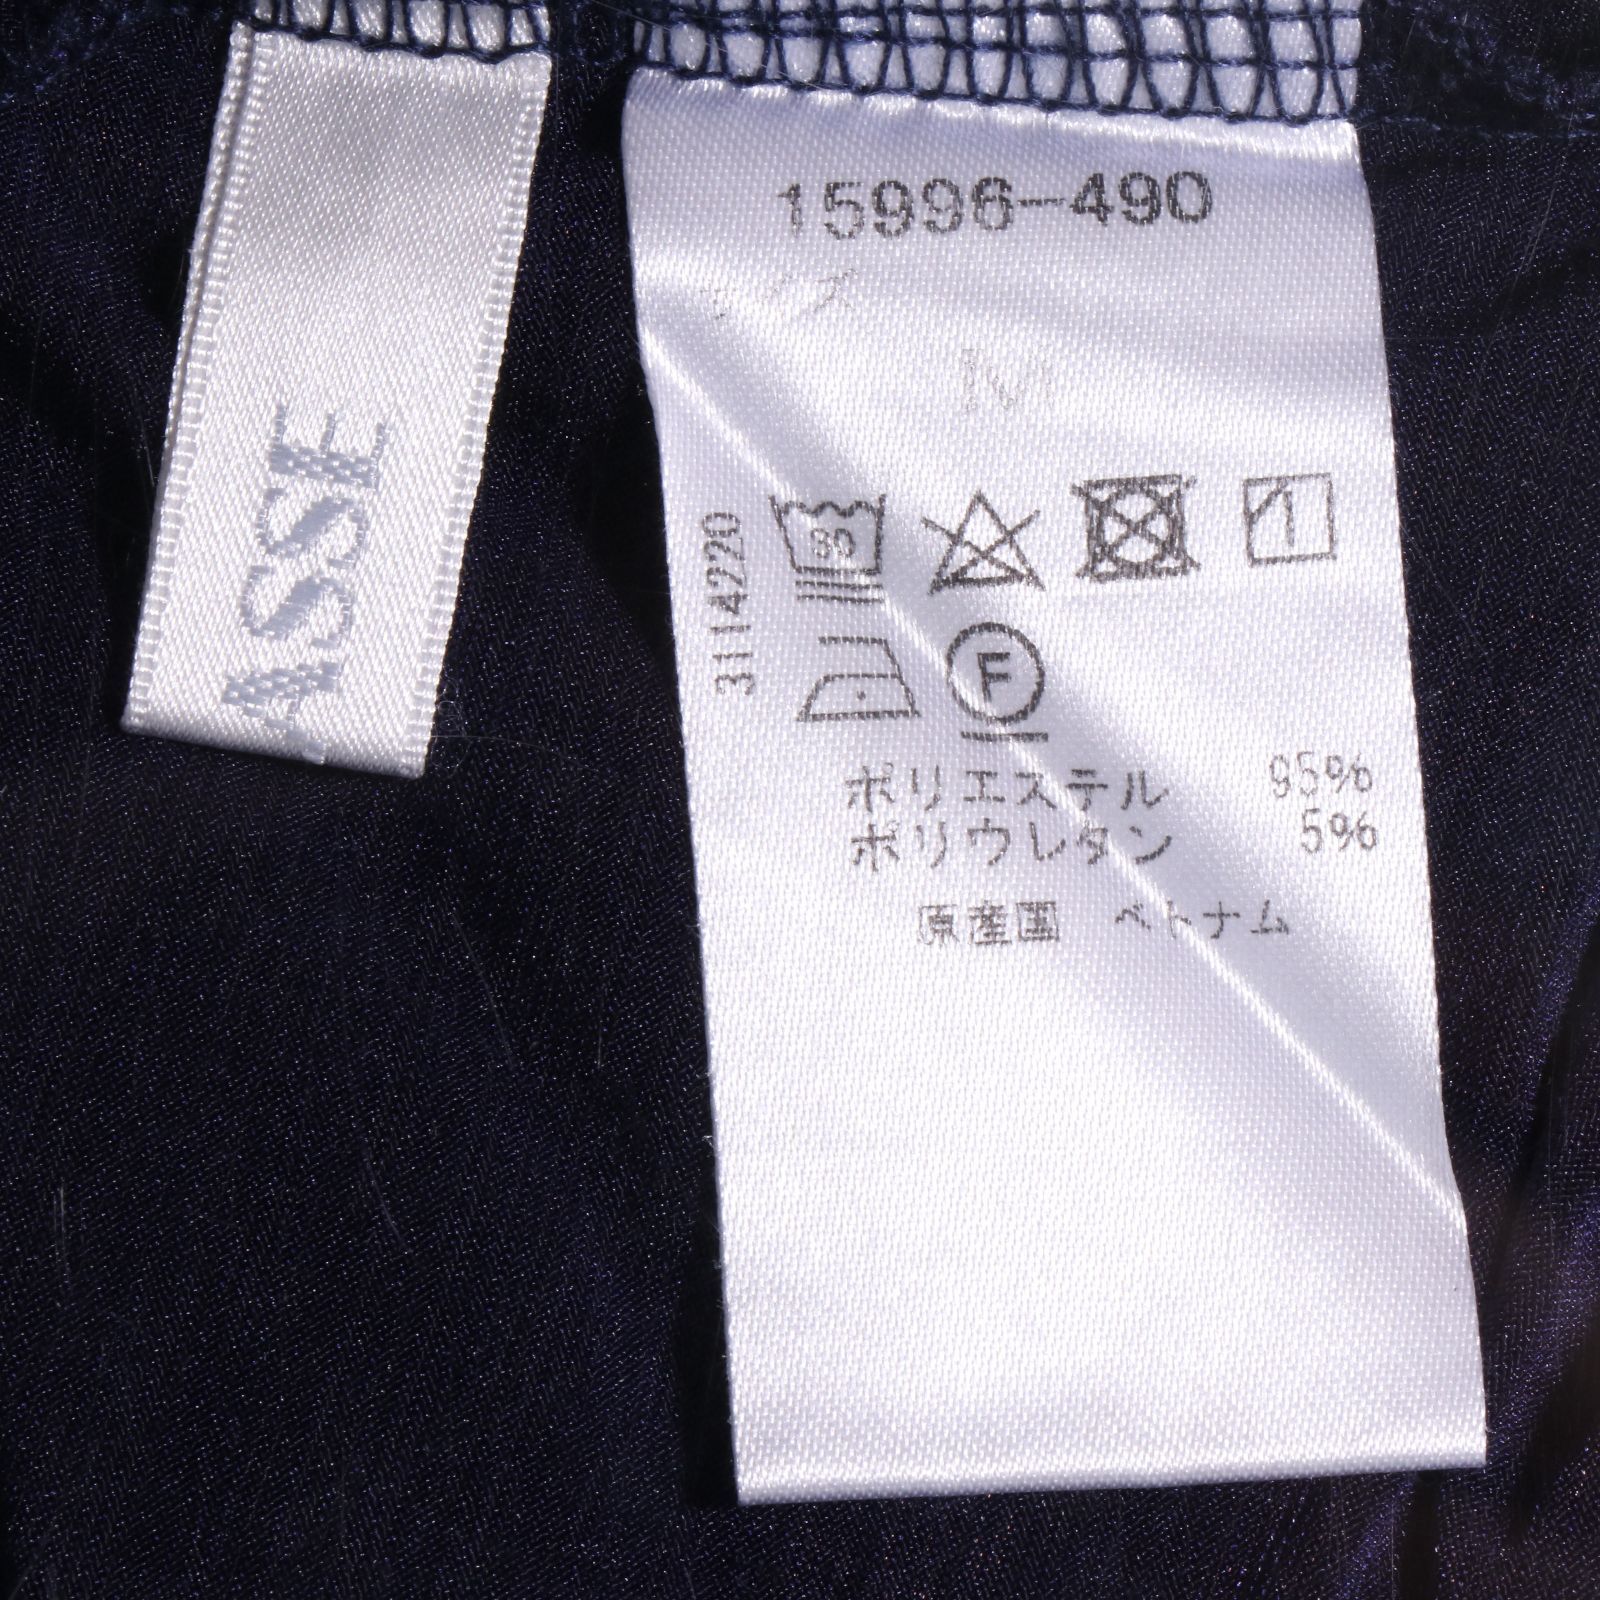 ASSE
15996-490
サイズ
M
3114220
30
1
F
ポリエステル 95%
ポリウレタン 5%
原産国 ベトナム